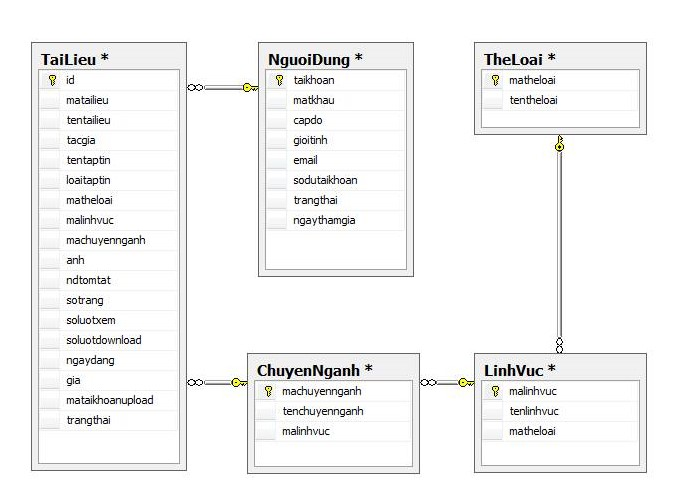 TaiLieu *
id
matailieu
tentailieu
tacgia
tentaptin
loaitaptin
matheloai
malinhvuc
machuyennganh
anh
ndtomtat
sotrang
soluotxem
soluotdownload
ngaydang
gia
mataikhoanupload
trangthai
NguoiDung *
taikhoan
matkhau
capdo
gioitinh
email
sodutaikhoan
trangthai
ngaythamgia
TheLoai *
matheloai
tentheloai
ChuyenNganh *
machuyennganh
tenchuyennganh
malinhvuc
LinhVuc *
malinhvuc
tenlinhvuc
matheloai